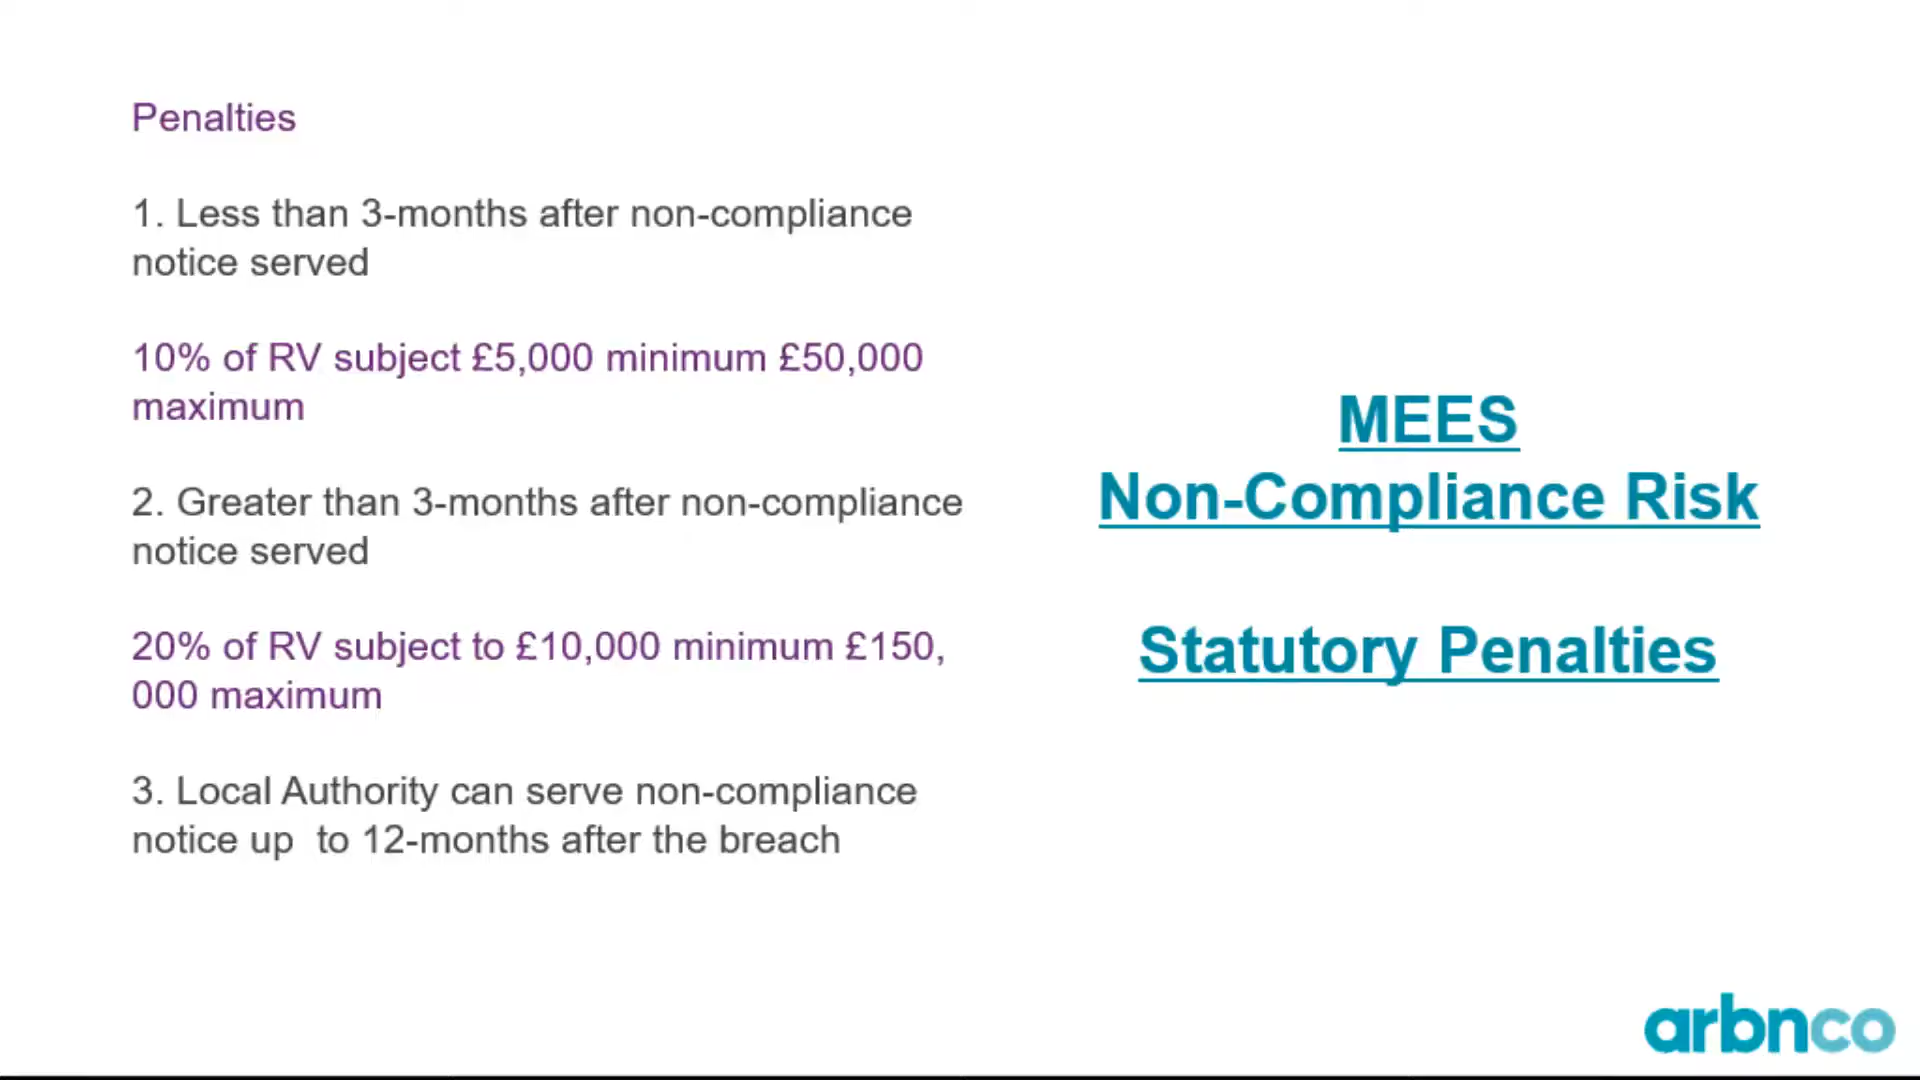 Penalties
1. Less than 3-months after non-compliance
notice served
10% of RV subject £5,000 minimum £50,000
maximum
2. Greater than 3-months after non-compliance
notice served
20% of RV subject to £10,000 minimum £150,
000 maximum
3. Local Authority can serve non-compliance
notice up  to 12-months after the breach
MEES
Non-Compliance Risk
Statutory Penalties
arbnco